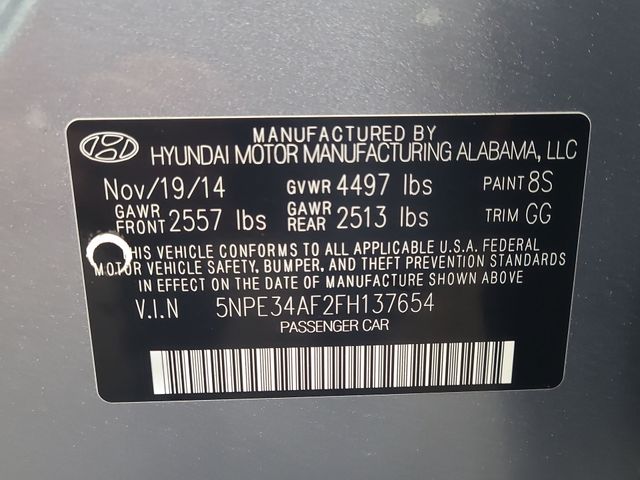 MANUFACTURED BY
HYUNDAI MOTOR MANUFACTURING ALABAMA, LLC
Nov/19/14 GVWR 4497 lbs PAINT 8S
GAWR FRONT 2557 lbs GAWR REAR 2513 lbs TRIM GG
THIS VEHICLE CONFORMS TO ALL APPLICABLE U.S.A. FEDERAL
MOTOR VEHICLE SAFETY, BUMPER, AND THEFT PREVENTION STANDARDS
IN EFFECT ON THE DATE OF MANUFACTURE SHOWN ABOVE
V.I.N 5NPE34AF2FH137654
PASSENGER CAR